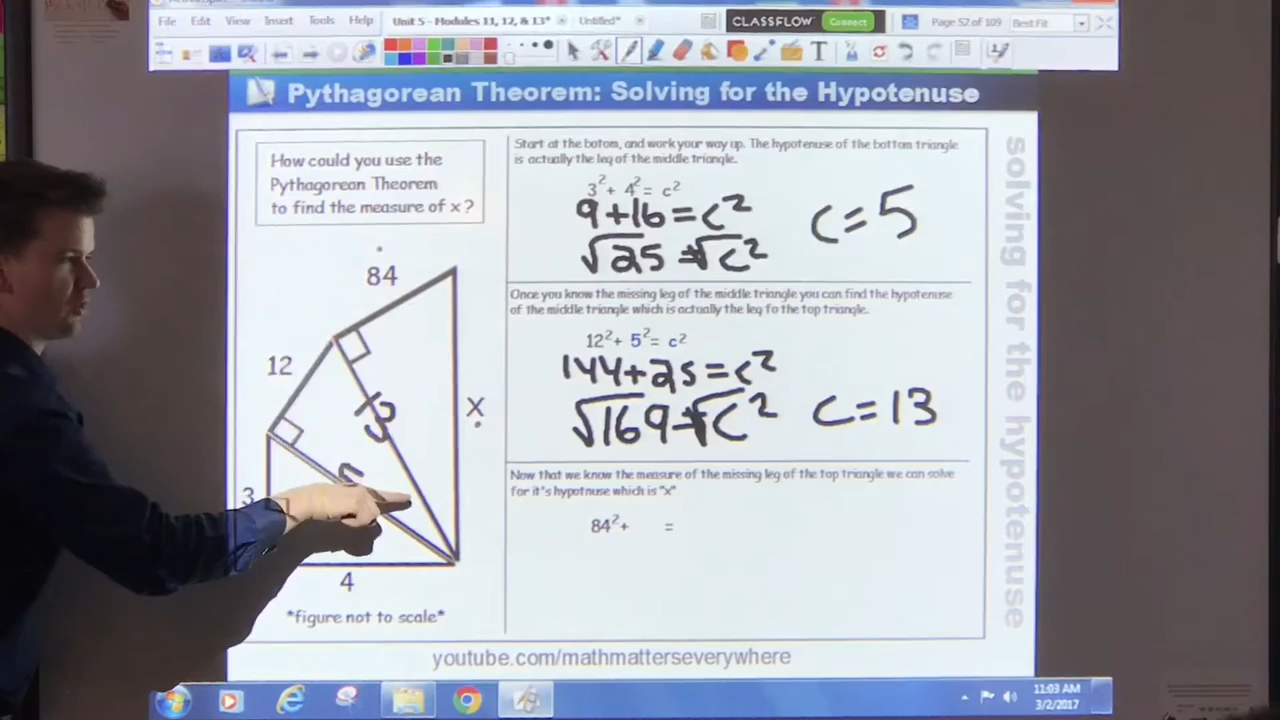 File Edit View Insert Tools Help
Unit 5 - Modules 11, 12, & 13*
Untitled*
CLASSFLOW Connect
Page 52 of 109
Best Fit
T
Pythagorean Theorem: Solving for the Hypotenuse
How could you use the
Pythagorean Theorem
to find the measure of x?
84
12
13
x
3
4
*figure not to scale*
Start at the botom, and work your way up. The hypotenuse of the bottom triangle
is actually the leg of the middle triangle.
3²+ 4²= c²
9+16=c²
√25=√c²
c=5
Once you know the missing leg of the middle triangle you can find the hypotenuse
of the middle triangle which is actually the leg fo the top triangle.
12²+ 5²= c²
144+25=c²
√169=√c²
c=13
Now that we know the measure of the missing leg of the top triangle we can solve
for it's hypotnuse which is "x"
84²+ =
solving for the hypotenuse
youtube.com/mathmatterseverywhere
11:03 AM
3/2/2017